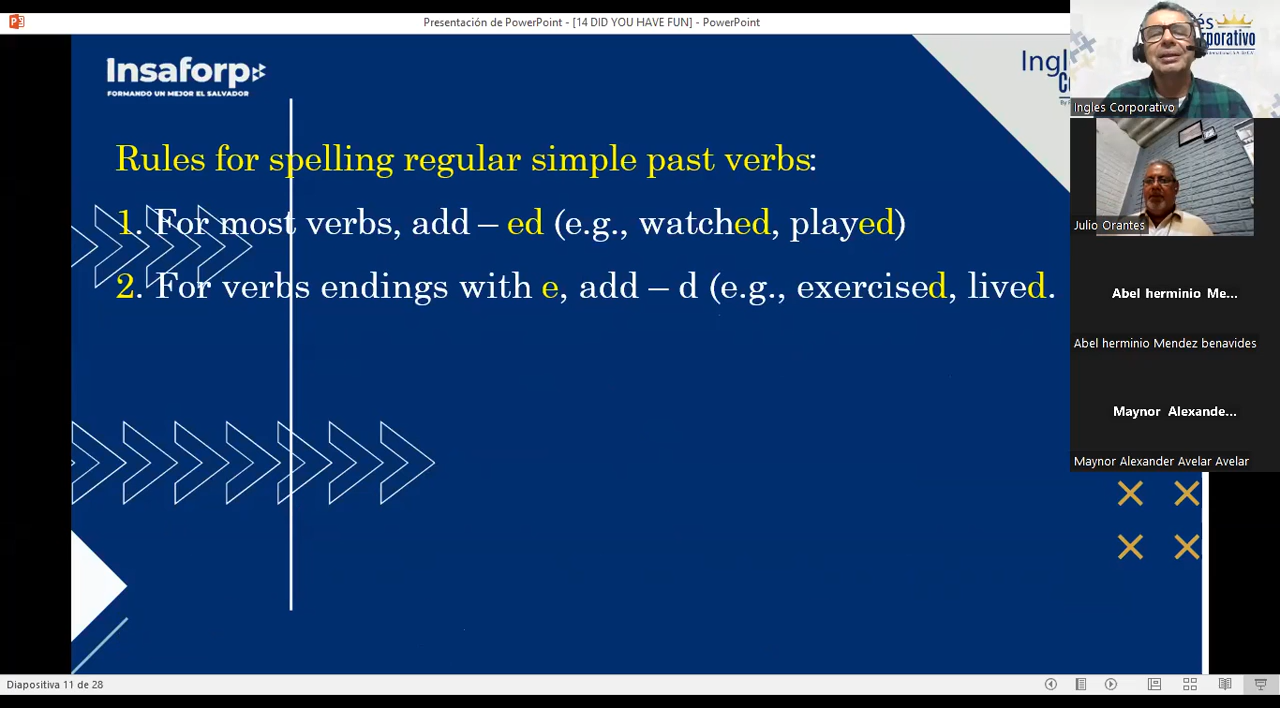 Presentación de PowerPoint - [14 DID YOU HAVE FUN] - PowerPoint
Insaforp
FORMANDO UN MEJOR EL SALVADOR
Rules for spelling regular simple past verbs:
1. For most verbs, add – ed (e.g., watched, played)
2. For verbs endings with e, add – d (e.g., exercised, lived.
Ingles Corporativo
Julio Orantes
Abel herminio Me...
Abel herminio Mendez benavides
Maynor Alexande...
Maynor Alexander Avelar Avelar
Diapositiva 11 de 28